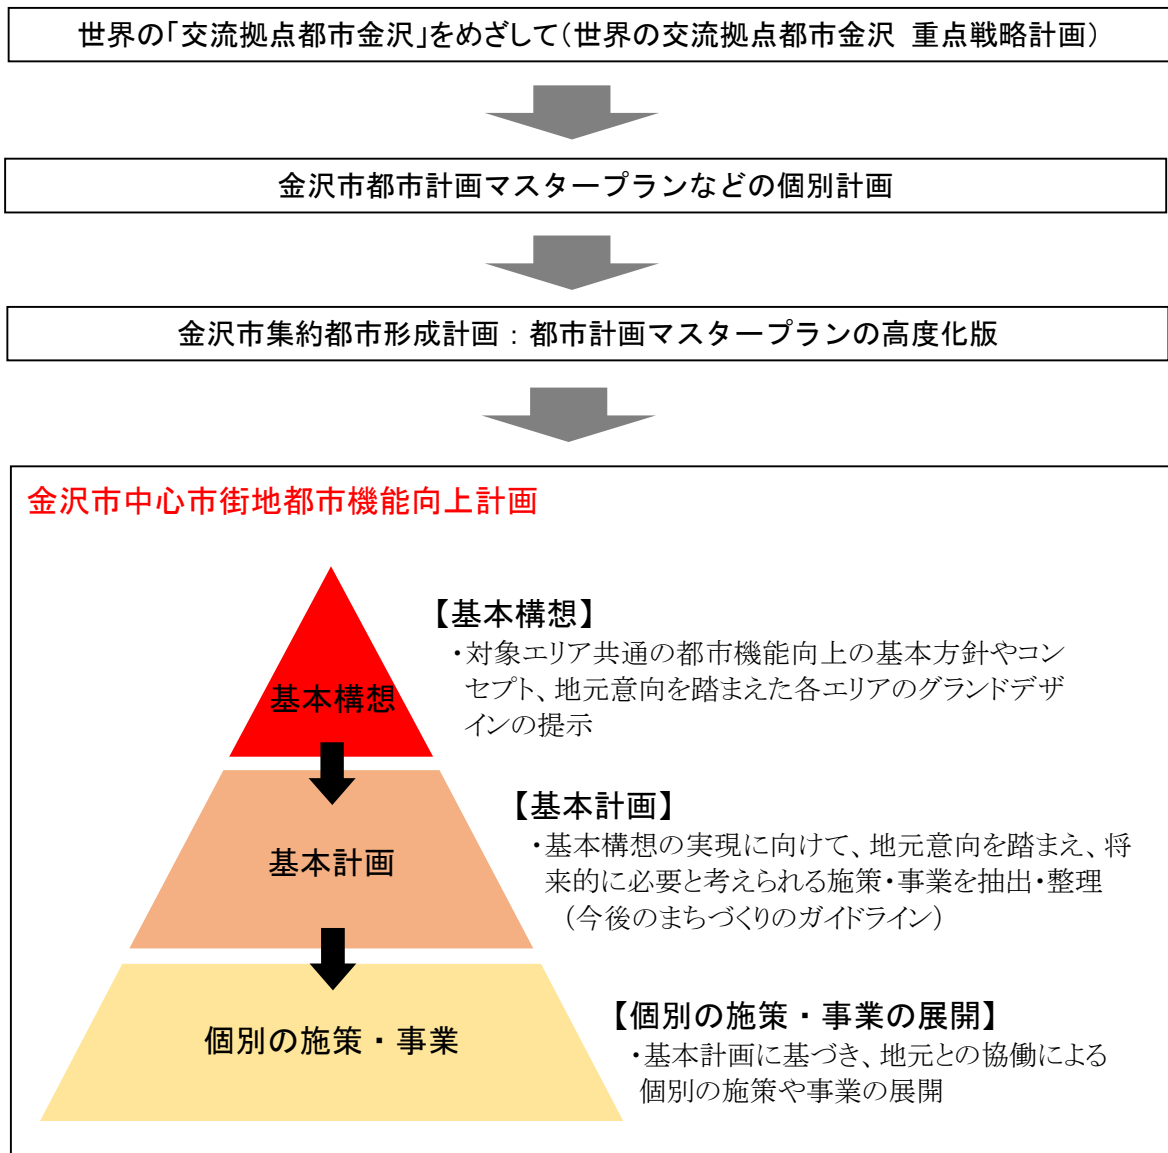 世界の「交流拠点都市金沢」をめざして(世界の交流拠点都市金沢 重点戦略計画)
金沢市都市計画マスタープランなどの個別計画
金沢市集約都市形成計画：都市計画マスタープランの高度化版
金沢市中心市街地都市機能向上計画
基本構想
【基本構想】
・対象エリア共通の都市機能向上の基本方針やコン
セプト、地元意向を踏まえた各エリアのグランドデザ
インの提示
基本計画
【基本計画】
・基本構想の実現に向けて、地元意向を踏まえ、将
来的に必要と考えられる施策・事業を抽出・整理
（今後のまちづくりのガイドライン）
個別の施策・事業
【個別の施策・事業の展開】
・基本計画に基づき、地元との協働による
個別の施策や事業の展開